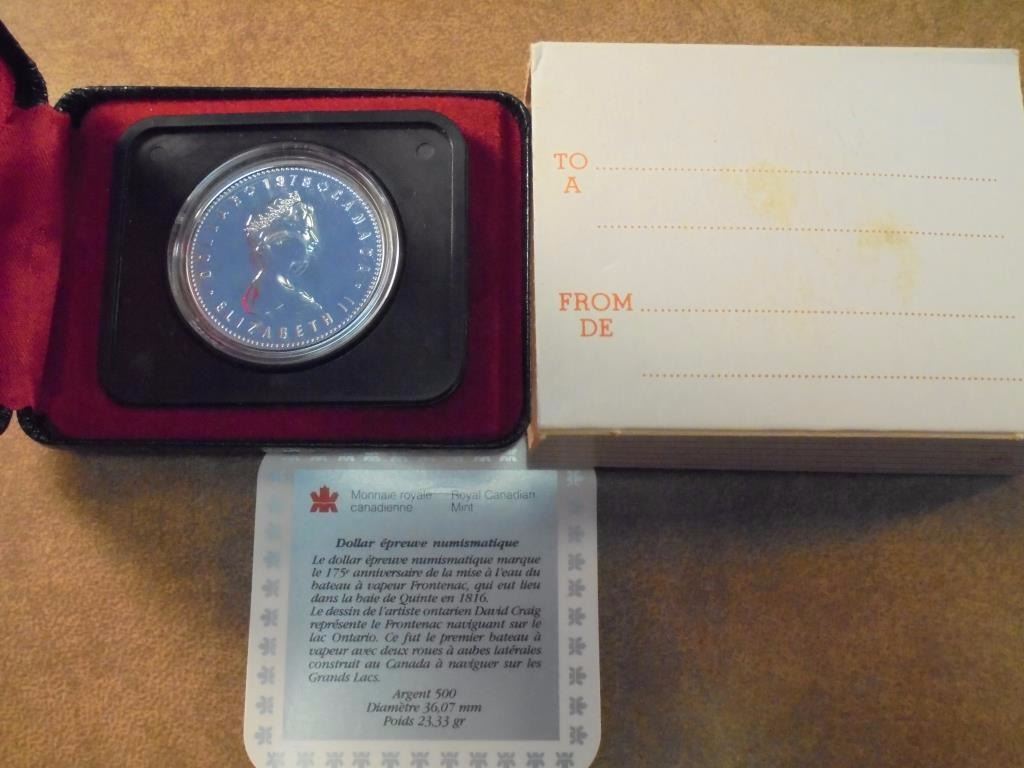 DOLLAR 1978 CANADA
ELIZABETH II
TO
A
FROM
DE
Monnaie royale canadienne
Royal Canadian Mint
Dollar épreuve numismatique
Le dollar épreuve numismatique marque
le 175e anniversaire de la mise à l'eau du
bateau à vapeur Frontenac, qui eut lieu
dans la baie de Quinte en 1816.
Le dessin de l'artiste ontarien David Craig
représente le Frontenac naviguant sur le
lac Ontario. Ce fut le premier bateau à
vapeur avec deux roues à aubes latérales
construit au Canada à naviguer sur les
Grands Lacs.
Argent 500
Diamètre 36,07 mm
Poids 23,33 gr